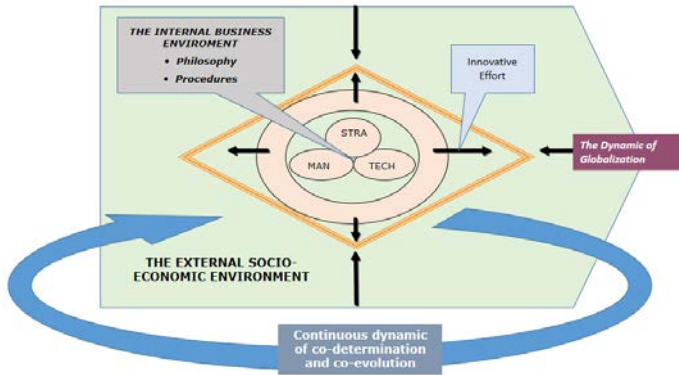 THE INTERNAL BUSINESS
ENVIROMENT
• Philosophy
• Procedures
Innovative
Effort
STRA
MAN
TECH
The Dynamic of
Globalization
THE EXTERNAL SOCIO-
ECONOMIC ENVIRONMENT
Continuous dynamic
of co-determination
and co-evolution